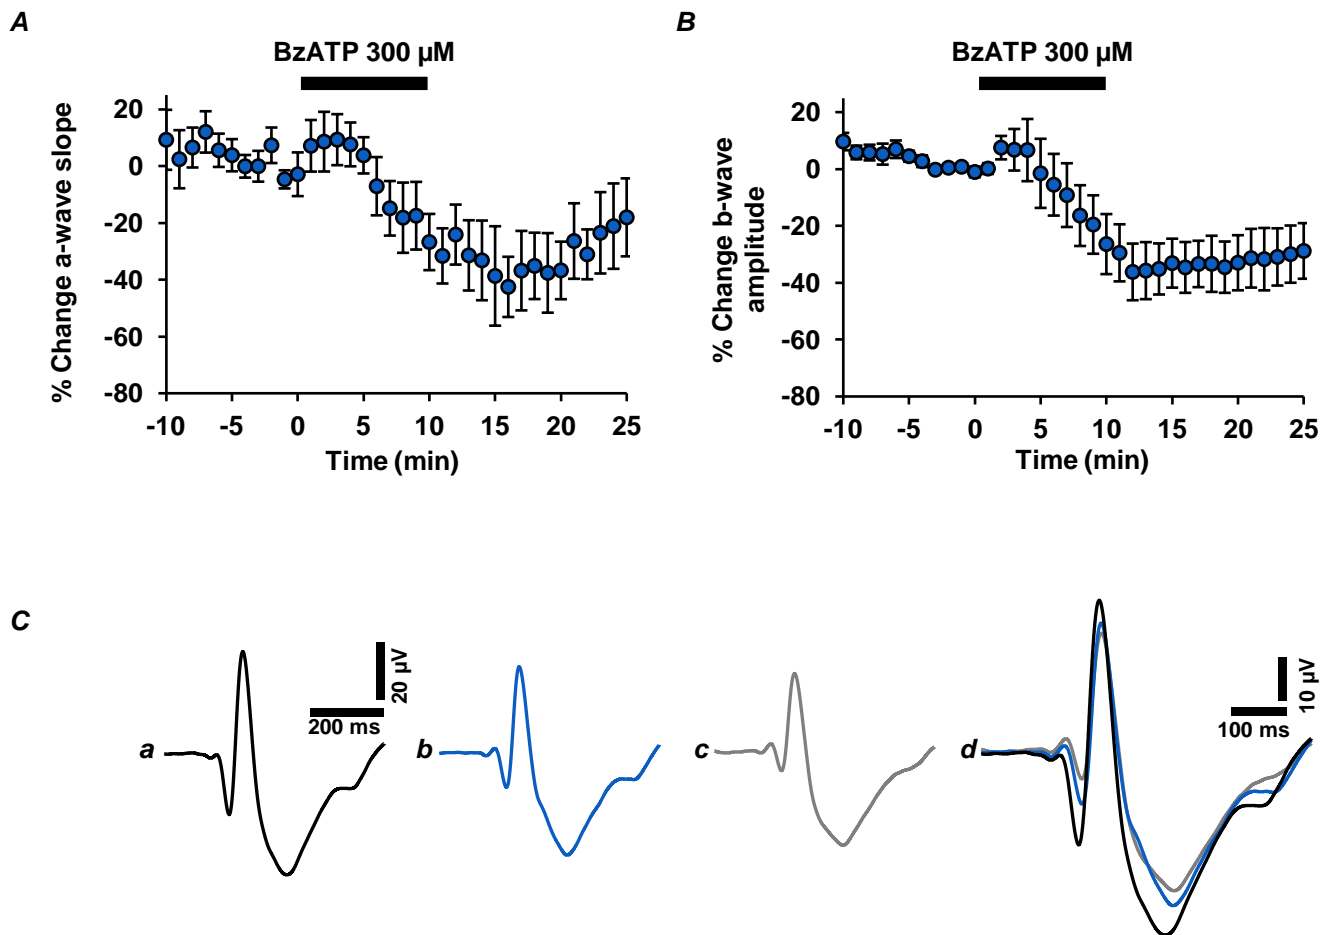 A
BzATP 300 µM
% Change a-wave slope
20
0
-20
-40
-60
-80
-10
-5
0
5
10
15
20
25
Time (min)
B
BzATP 300 µM
% Change b-wave
amplitude
20
0
-20
-40
-60
-80
-10
-5
0
5
10
15
20
25
Time (min)
C
a
20 µV
200 ms
b
c
d
10 µV
100 ms